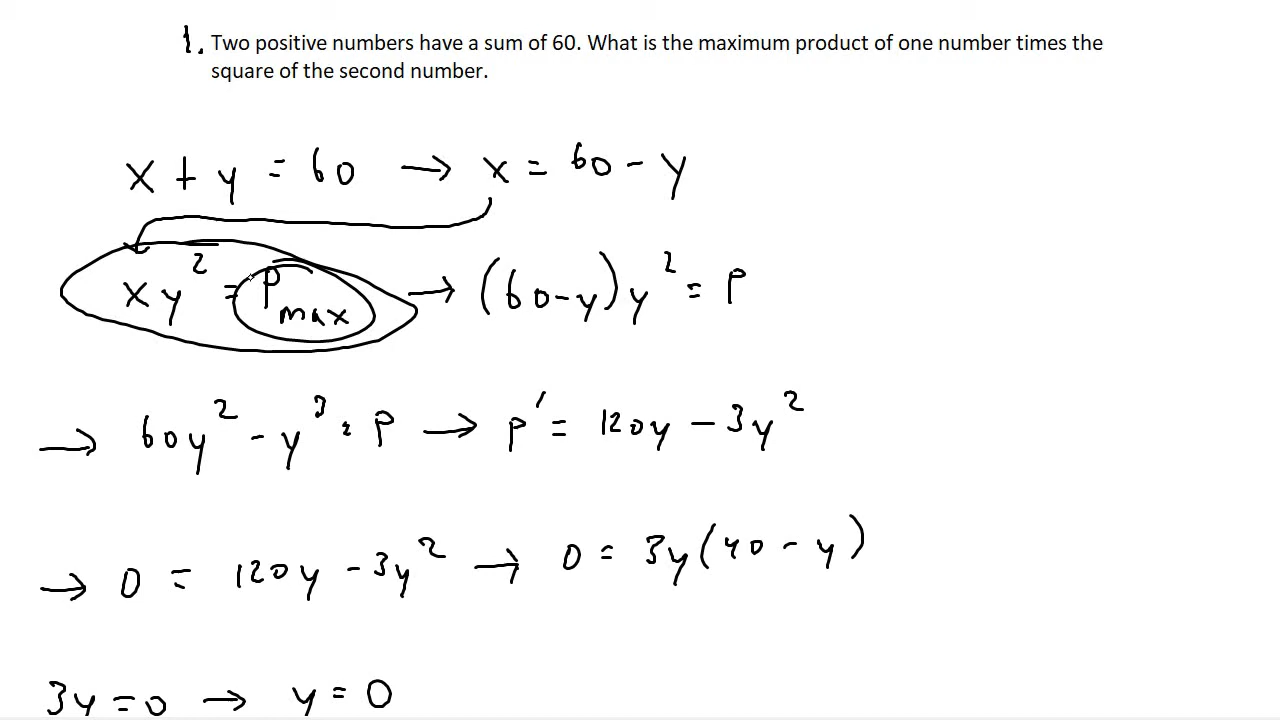 1. Two positive numbers have a sum of 60. What is the maximum product of one number times the
square of the second number.
x + y = 60 → x = 60 - y
xy² = Pmax → (60-y)y² = P
→ 60y² - y³ = P → P' = 120y - 3y²
→ 0 = 120y - 3y² → 0 = 3y(40 - y)
3y = 0 → y = 0